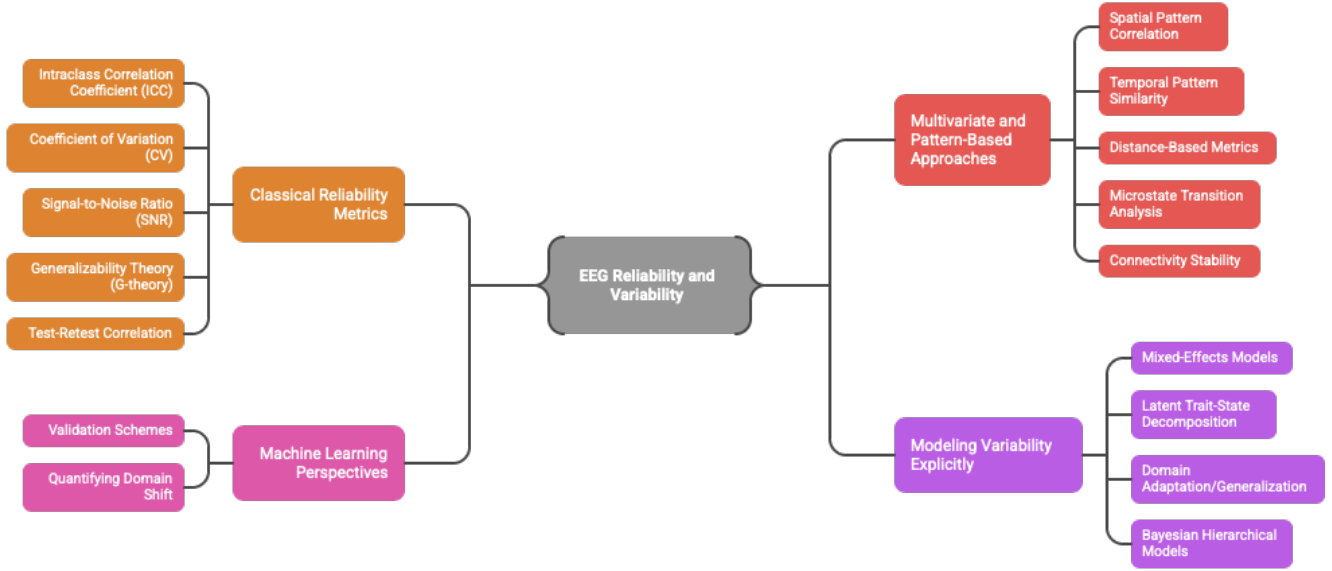 EEG Reliability and
Variability
Classical Reliability
Metrics
Intraclass Correlation
Coefficient (ICC)
Coefficient of Variation
(CV)
Signal-to-Noise Ratio
(SNR)
Generalizability Theory
(G-theory)
Test-Retest Correlation
Machine Learning
Perspectives
Validation Schemes
Quantifying Domain
Shift
Multivariate and
Pattern-Based
Approaches
Spatial Pattern
Correlation
Temporal Pattern
Similarity
Distance-Based Metrics
Microstate Transition
Analysis
Connectivity Stability
Modeling Variability
Explicitly
Mixed-Effects Models
Latent Trait-State
Decomposition
Domain
Adaptation/Generalization
Bayesian Hierarchical
Models